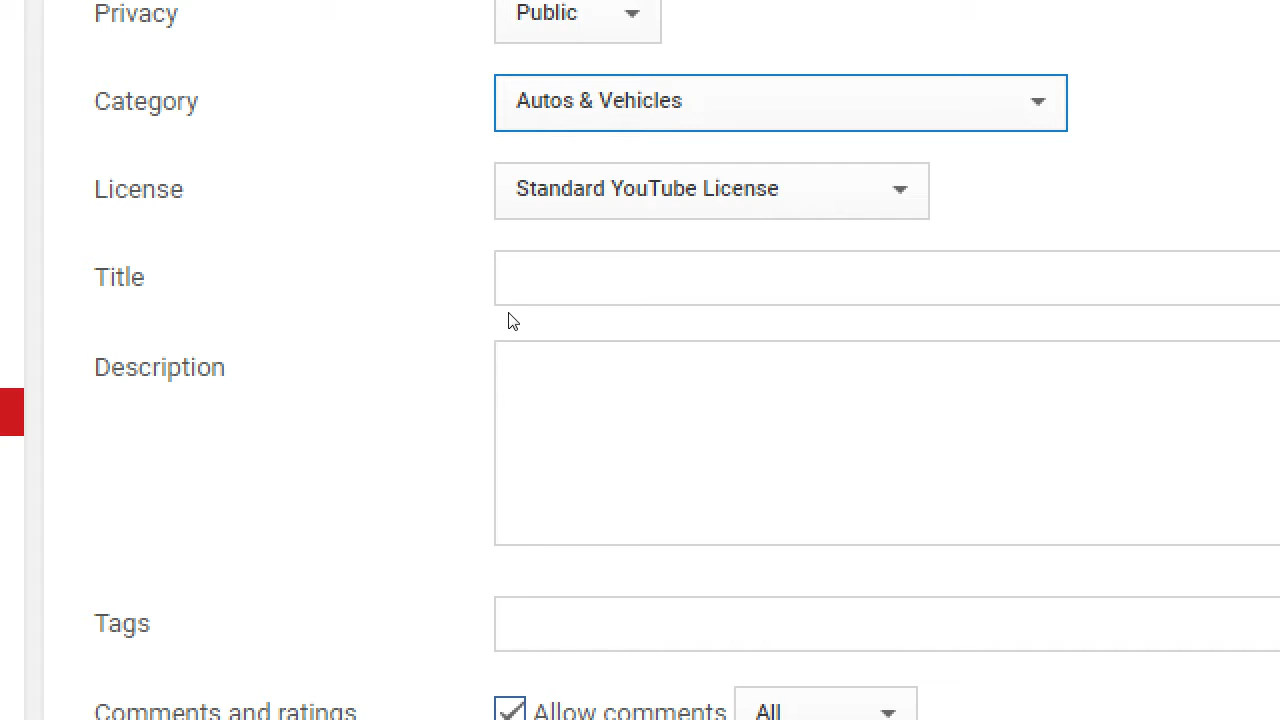 Privacy Public
Category Autos & Vehicles
License Standard YouTube License
Title
Description
Tags
Comments and ratings Allow comments All